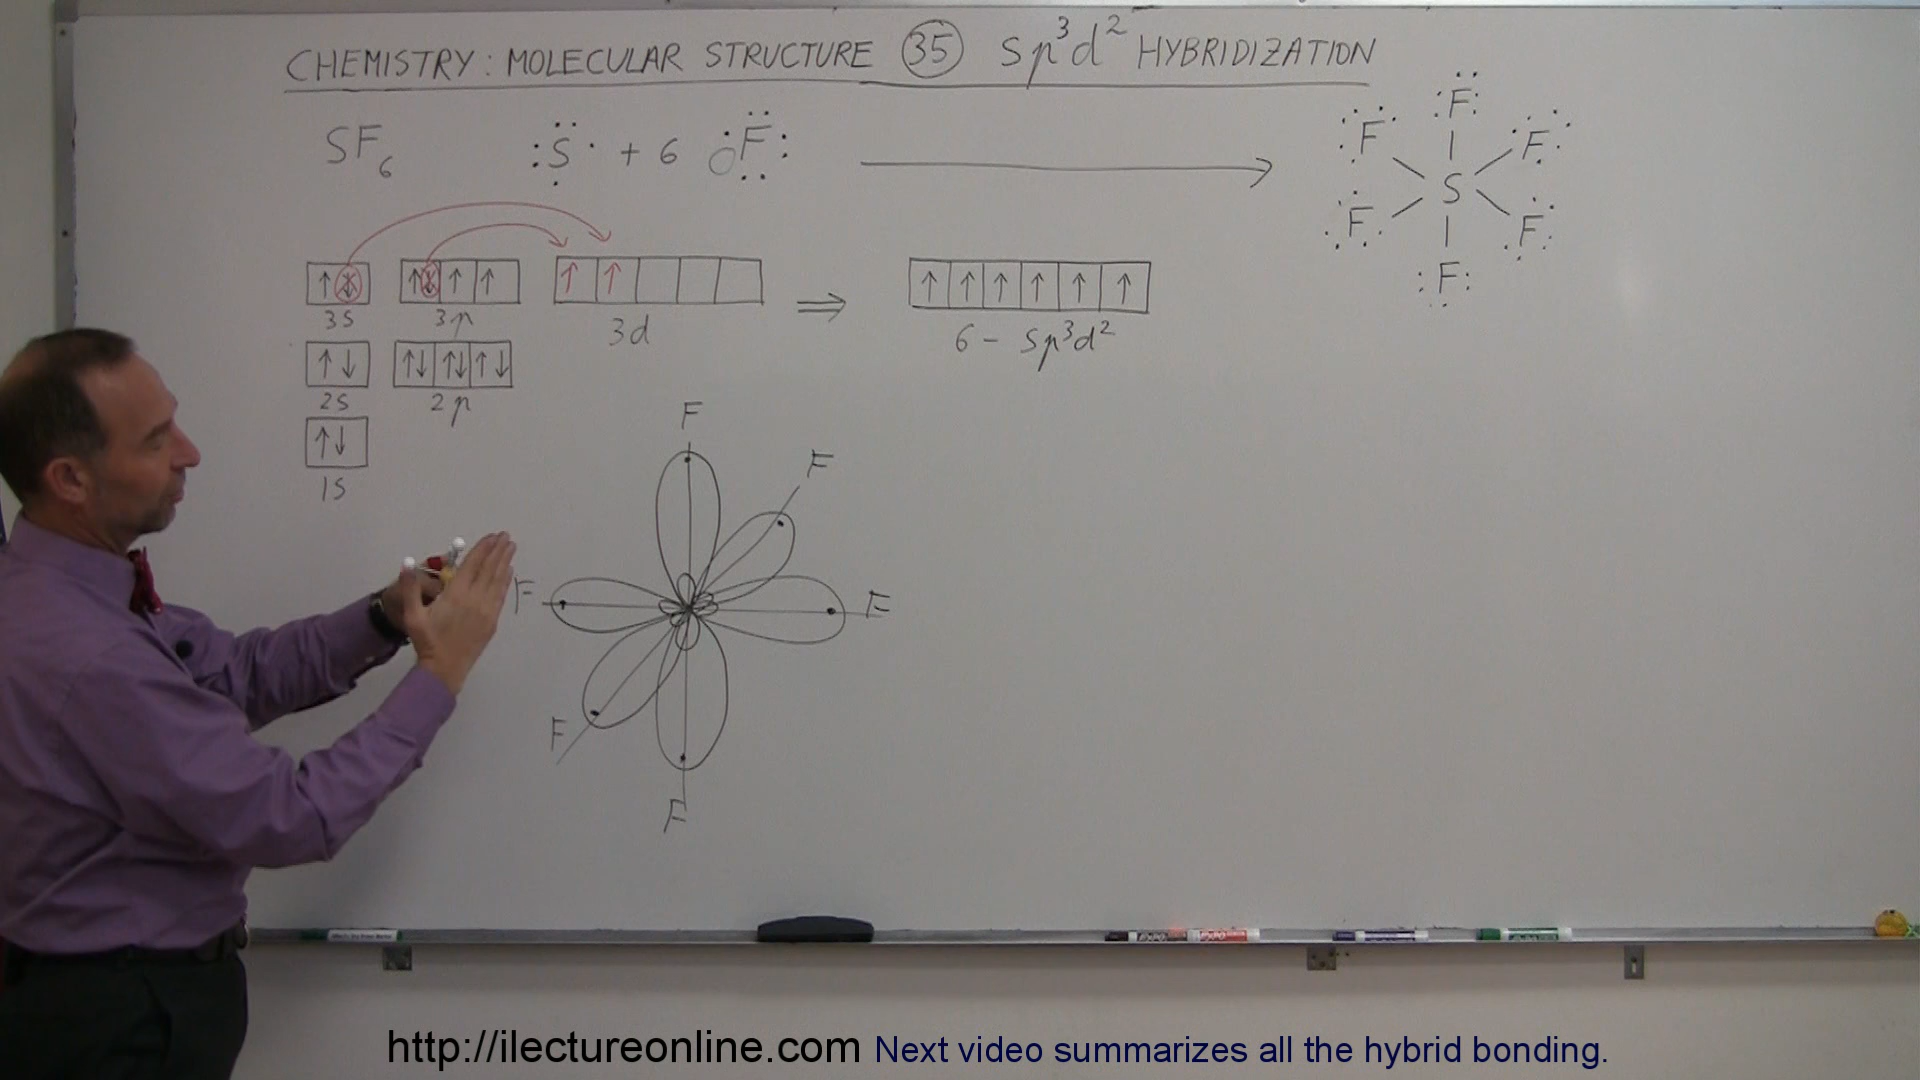 CHEMISTRY: MOLECULAR STRUCTURE 35 sp³d² HYBRIDIZATION
SF₆ :S· + 6 F: →
F F F
S
F F
F
↑ ↓ ↑ ↓ ↑ ↑ ↑ ↑ ⇒ ↑ ↑ ↑ ↑ ↑ ↑
3s 3p 3d 6 - sp³d²
↑↓ ↑↓ ↑↓ ↑↓
2s 2p
↑↓
1s
F
F
F F
F
F
http://ilectureonline.com Next video summarizes all the hybrid bonding.